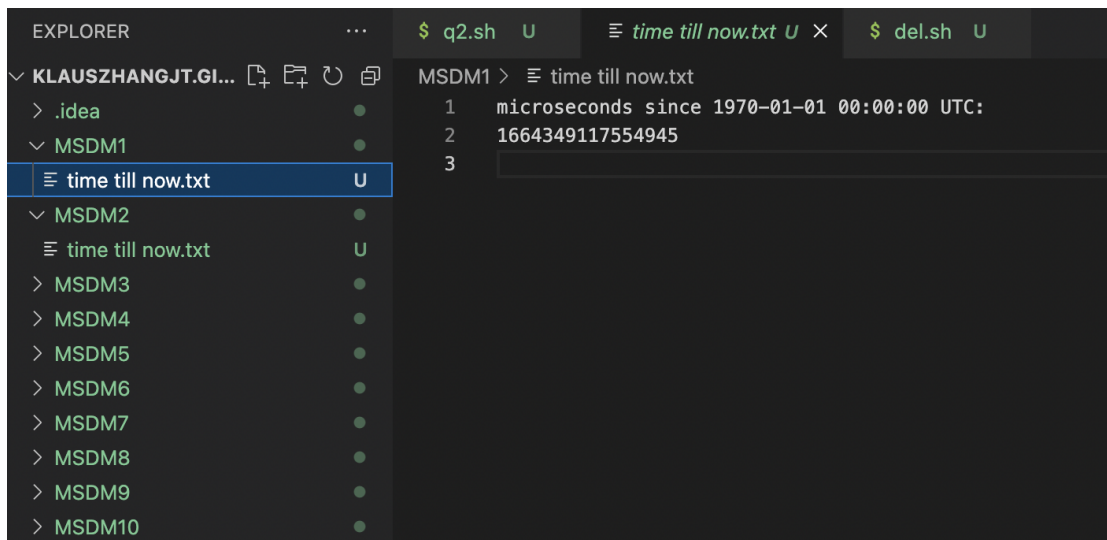 EXPLORER ...
KLAUSZHANGJT.GI...
> .idea
MSDM1
time till now.txt U
MSDM2
time till now.txt U
> MSDM3
> MSDM4
> MSDM5
> MSDM6
> MSDM7
> MSDM8
> MSDM9
> MSDM10
$ q2.sh U time till now.txt U × $ del.sh U
MSDM1 > time till now.txt
1 microseconds since 1970-01-01 00:00:00 UTC:
2 1664349117554945
3